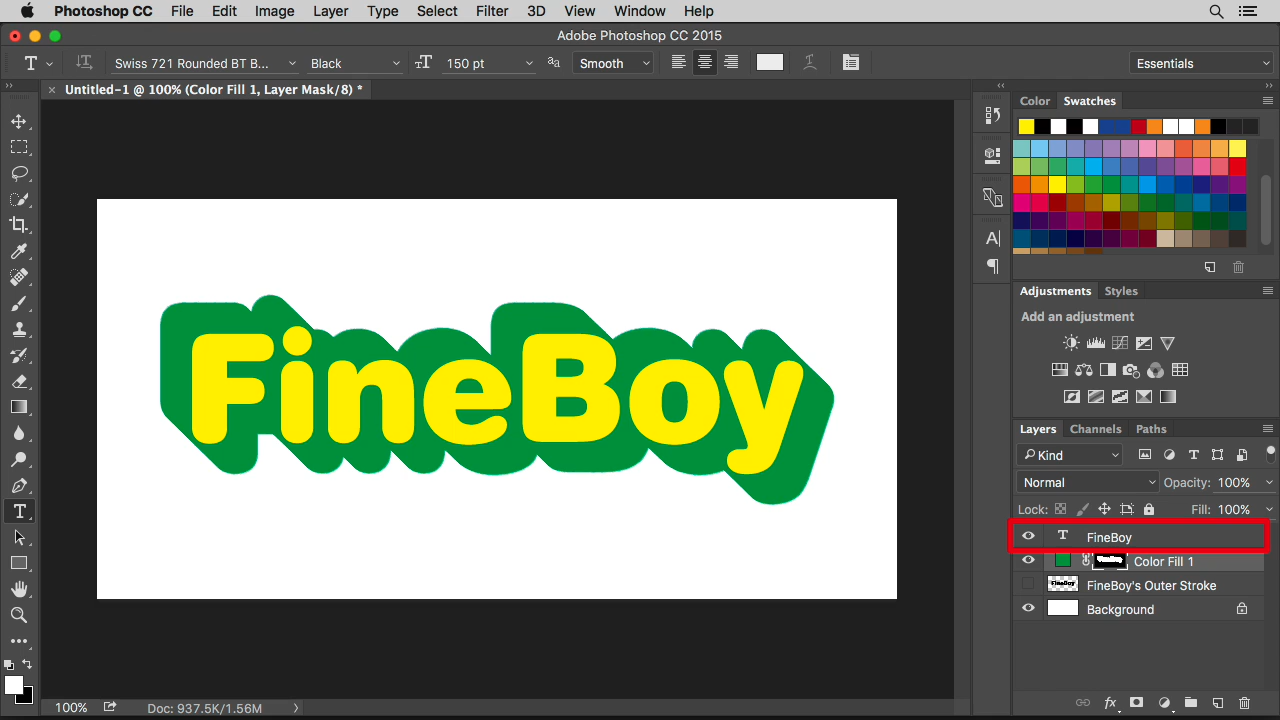 Photoshop CC File Edit Image Layer Type Select Filter 3D View Window Help
Adobe Photoshop CC 2015
T Swiss 721 Rounded BT B... Black 150 pt aa Smooth Essentials
Untitled-1 @ 100% (Color Fill 1, Layer Mask/8) *
Color Swatches
FineBoy
Adjustments Styles
Add an adjustment
Layers Channels Paths
Kind
Normal Opacity: 100%
Lock: Fill: 100%
T FineBoy
Color Fill 1
FineBoy FineBoy's Outer Stroke
Background
100% Doc: 937.5K/1.56M
fx